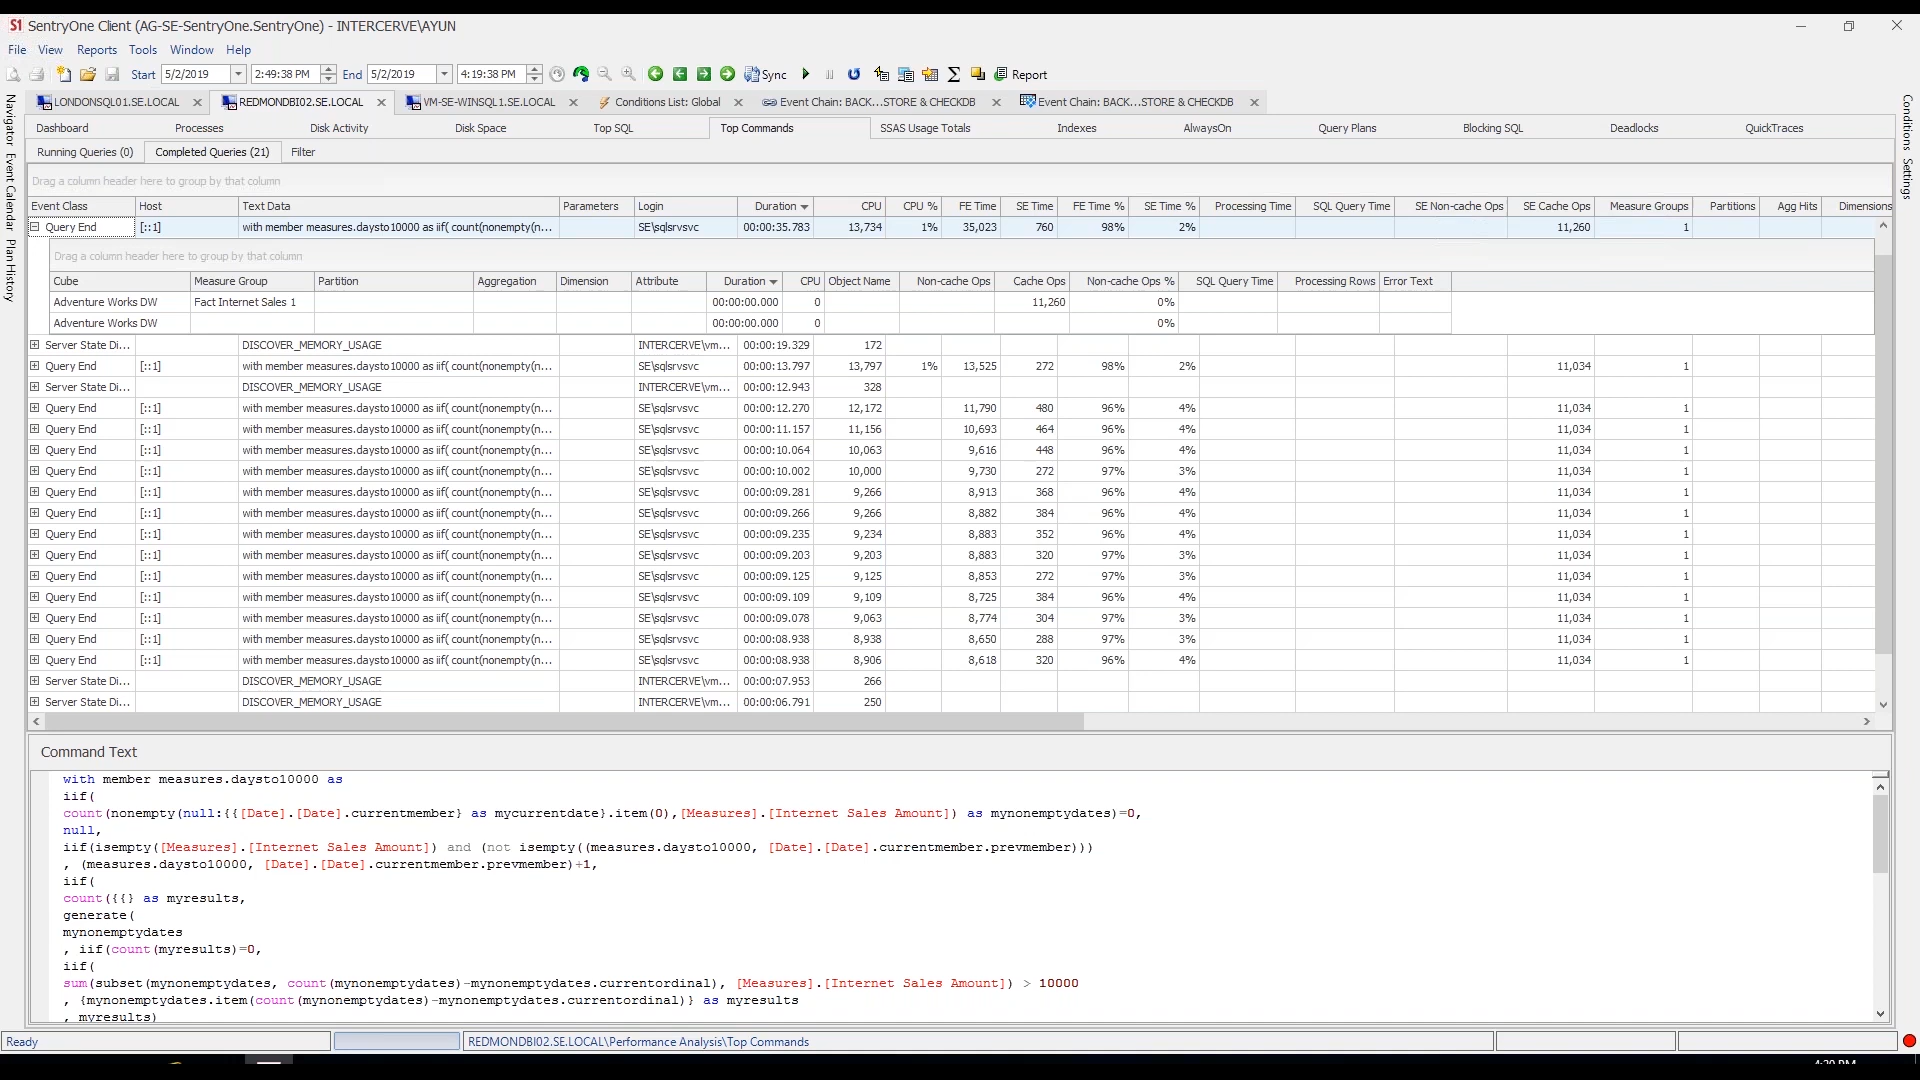 SentryOne Client (AG-SE-SentryOne.SentryOne) - INTERCERVE\AYUN
File View Reports Tools Window Help
Start 5/2/2019 2:49:38 PM End 5/2/2019 4:19:38 PM Sync Report
LONDONSQL01.SE.LOCAL REDMONDBI02.SE.LOCAL VM-SE-WINSQL1.SE.LOCAL Conditions List: Global Event Chain: BACK...STORE & CHECKDB Event Chain: BACK...STORE & CHECKDB
Dashboard Processes Disk Activity Disk Space Top SQL Top Commands SSAS Usage Totals Indexes AlwaysOn Query Plans Blocking SQL Deadlocks QuickTraces
Running Queries (0) Completed Queries (21) Filter
Navigator Event Calendar Plan History
Conditions Settings
Drag a column header here to group by that column
Event Class Host Text Data Parameters Login Duration CPU CPU % FE Time SE Time FE Time % SE Time % Processing Time SQL Query Time SE Non-cache Ops SE Cache Ops Measure Groups Partitions Agg Hits Dimensions
Query End [::1] with member measures.daysto10000 as iif( count(nonempty(n... SE\sqlsrvsvc 00:00:35.783 13,734 1% 35,023 760 98% 2% 11,260 1
Drag a column header here to group by that column
Cube Measure Group Partition Aggregation Dimension Attribute Duration CPU Object Name Non-cache Ops Cache Ops Non-cache Ops % SQL Query Time Processing Rows Error Text
Adventure Works DW Fact Internet Sales 1 00:00:00.000 0 11,260 0%
Adventure Works DW 00:00:00.000 0 0%
Server State Di... DISCOVER_MEMORY_USAGE INTERCERVE\vm... 00:00:19.329 172
Query End [::1] with member measures.daysto10000 as iif( count(nonempty(n... SE\sqlsrvsvc 00:00:13.797 13,797 1% 13,525 272 98% 2% 11,034 1
Server State Di... DISCOVER_MEMORY_USAGE INTERCERVE\vm... 00:00:12.943 328
Query End [::1] with member measures.daysto10000 as iif( count(nonempty(n... SE\sqlsrvsvc 00:00:12.270 12,172 11,790 480 96% 4% 11,034 1
Query End [::1] with member measures.daysto10000 as iif( count(nonempty(n... SE\sqlsrvsvc 00:00:11.157 11,156 10,693 464 96% 4% 11,034 1
Query End [::1] with member measures.daysto10000 as iif( count(nonempty(n... SE\sqlsrvsvc 00:00:10.064 10,063 9,616 448 96% 4% 11,034 1
Query End [::1] with member measures.daysto10000 as iif( count(nonempty(n... SE\sqlsrvsvc 00:00:10.002 10,000 9,730 272 97% 3% 11,034 1
Query End [::1] with member measures.daysto10000 as iif( count(nonempty(n... SE\sqlsrvsvc 00:00:09.281 9,266 8,913 368 96% 4% 11,034 1
Query End [::1] with member measures.daysto10000 as iif( count(nonempty(n... SE\sqlsrvsvc 00:00:09.266 9,266 8,882 384 96% 4% 11,034 1
Query End [::1] with member measures.daysto10000 as iif( count(nonempty(n... SE\sqlsrvsvc 00:00:09.235 9,234 8,883 352 96% 4% 11,034 1
Query End [::1] with member measures.daysto10000 as iif( count(nonempty(n... SE\sqlsrvsvc 00:00:09.203 9,203 8,883 320 97% 3% 11,034 1
Query End [::1] with member measures.daysto10000 as iif( count(nonempty(n... SE\sqlsrvsvc 00:00:09.125 9,125 8,853 272 97% 3% 11,034 1
Query End [::1] with member measures.daysto10000 as iif( count(nonempty(n... SE\sqlsrvsvc 00:00:09.109 9,109 8,725 384 96% 4% 11,034 1
Query End [::1] with member measures.daysto10000 as iif( count(nonempty(n... SE\sqlsrvsvc 00:00:09.078 9,063 8,774 304 97% 3% 11,034 1
Query End [::1] with member measures.daysto10000 as iif( count(nonempty(n... SE\sqlsrvsvc 00:00:08.938 8,938 8,650 288 97% 3% 11,034 1
Query End [::1] with member measures.daysto10000 as iif( count(nonempty(n... SE\sqlsrvsvc 00:00:08.938 8,906 8,618 320 96% 4% 11,034 1
Server State Di... DISCOVER_MEMORY_USAGE INTERCERVE\vm... 00:00:07.953 266
Server State Di... DISCOVER_MEMORY_USAGE INTERCERVE\vm... 00:00:06.791 250
Command Text
with member measures.daysto10000 as
iif(
count(nonempty(null:{{[Date].[Date].currentmember} as mycurrentdate}.item(0),[Measures].[Internet Sales Amount]) as mynonemptydates)=0,
null,
iif(isempty([Measures].[Internet Sales Amount]) and (not isempty((measures.daysto10000, [Date].[Date].currentmember.prevmember)))
, (measures.daysto10000, [Date].[Date].currentmember.prevmember)+1,
iif(
count({{} as myresults,
generate(
mynonemptydates
, iif(count(myresults)=0,
iif(
sum(subset(mynonemptydates, count(mynonemptydates)-mynonemptydates.currentordinal), [Measures].[Internet Sales Amount]) > 10000
, {mynonemptydates.item(count(mynonemptydates)-mynonemptydates.currentordinal)} as myresults
, myresults)
Ready REDMONDBI02.SE.LOCAL\Performance Analysis\Top Commands